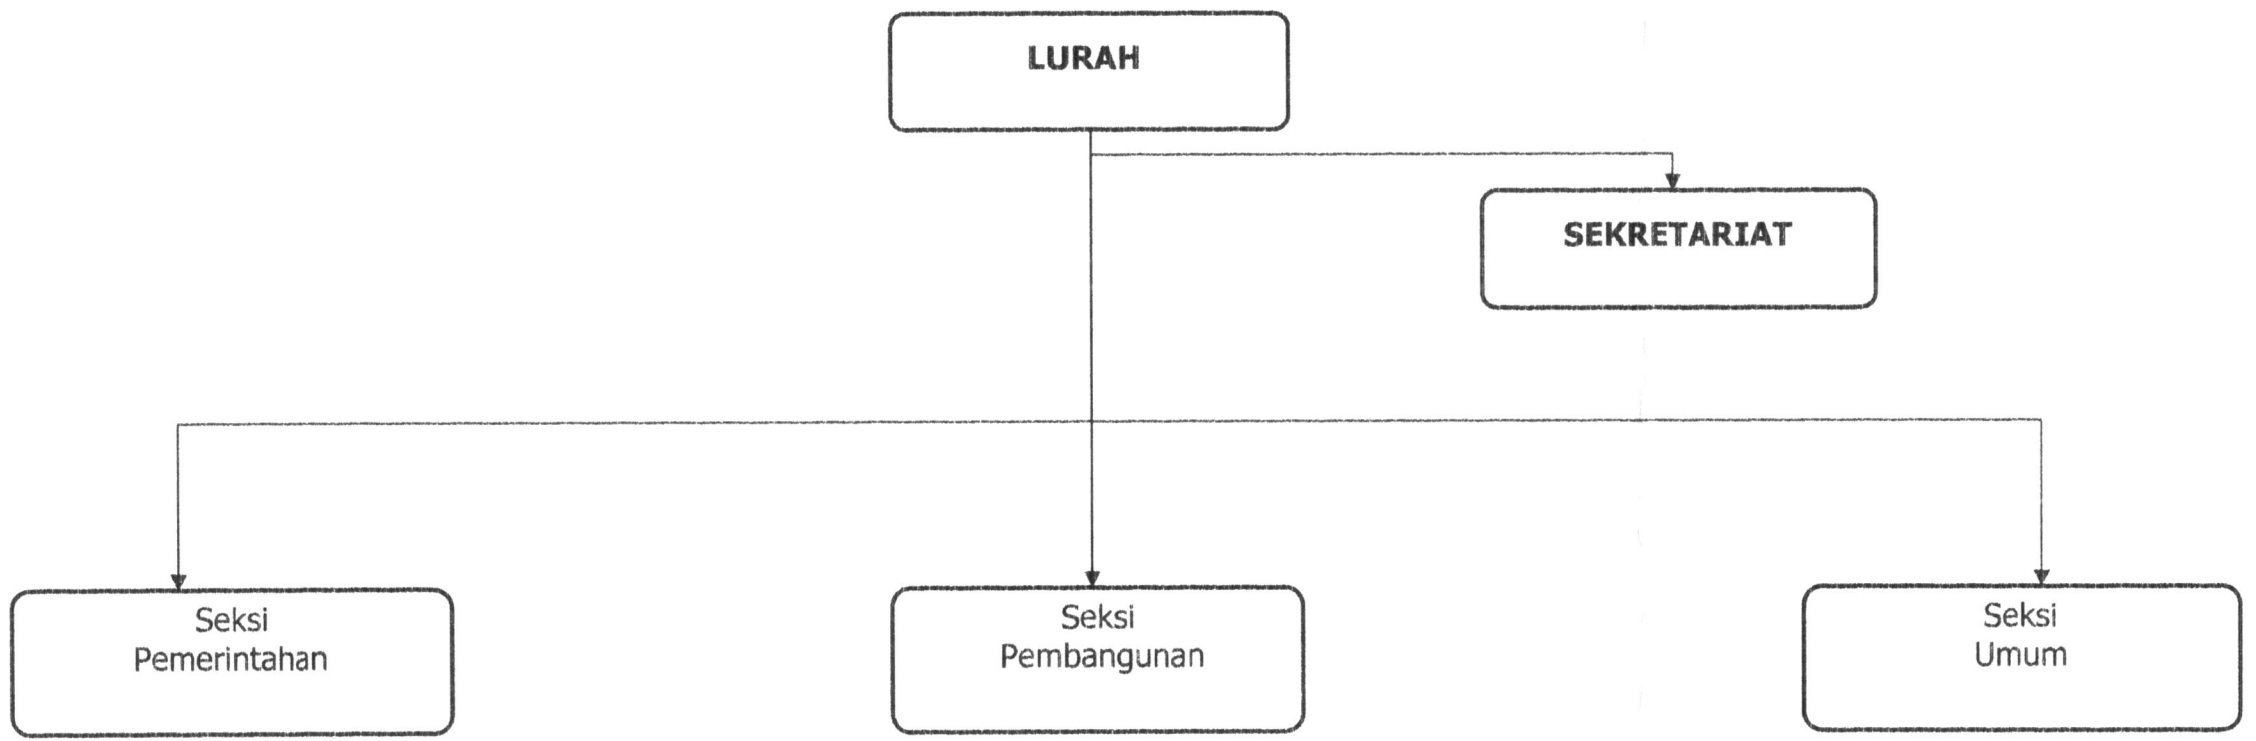 LURAH
SEKRETARIAT
Seksi
Pemerintahan
Seksi
Pembangunan
Seksi
Umum